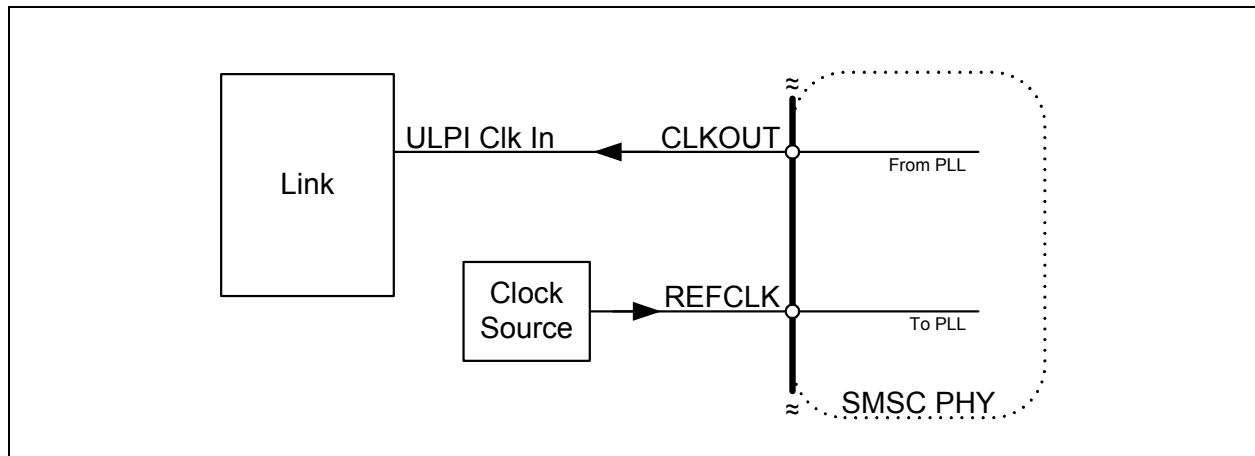 ULPI Clk In
CLKOUT
From PLL
Link
Clock
Source
REFCLK
To PLL
SMSC PHY